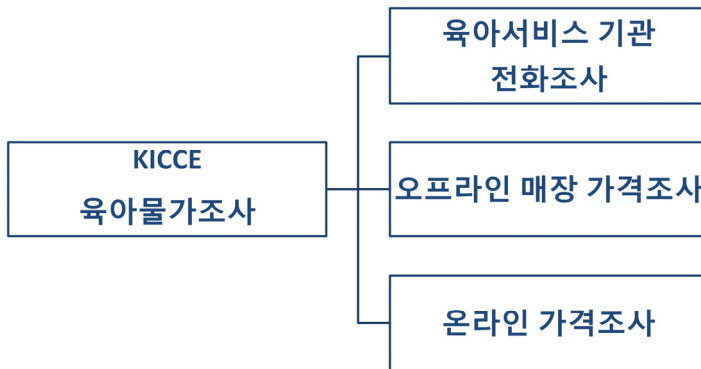 육아서비스 기관
전화조사
KICCE
육아물가조사
오프라인 매장 가격조사
온라인 가격조사